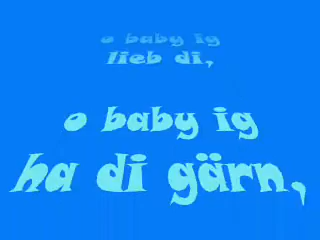 o baby ig
lieb di,
o baby ig
ha di gärn,